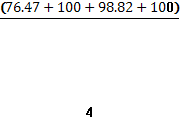 (76.47 + 100 + 98.82 + 100)
4